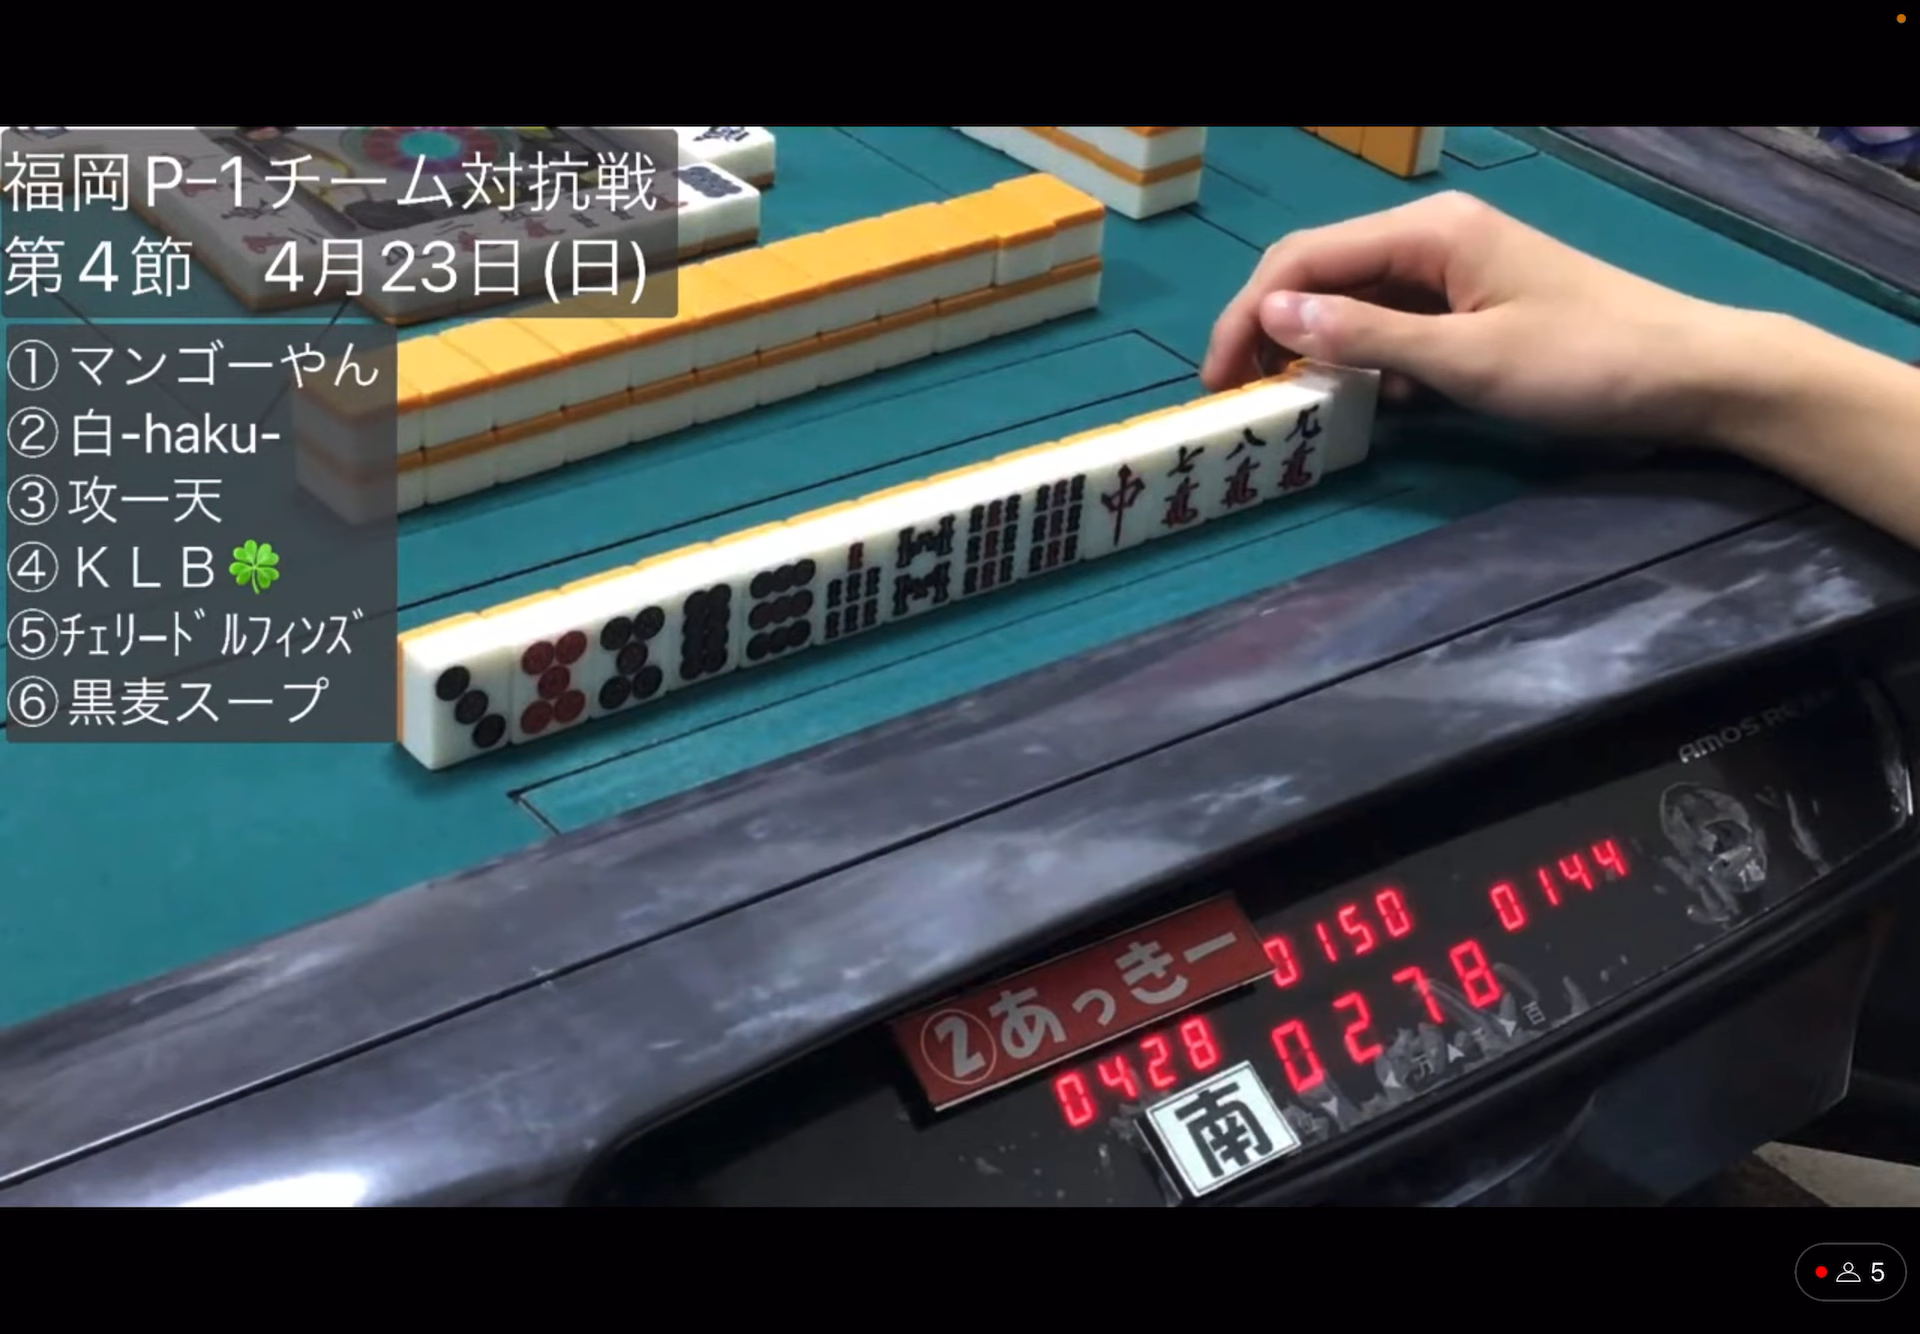 福岡P-1チーム対抗戦
第4節　4月23日(日)
①マンゴーやん
②白-haku-
③攻一天
④ＫＬＢ🍀
⑤ﾁｪﾘｰﾄﾞﾙﾌｨﾝｽﾞ
⑥黒麦スープ
中 七萬 八萬 九萬
AMOS REXX
②あっきー
0150
0144
0428
0278
百
南
5